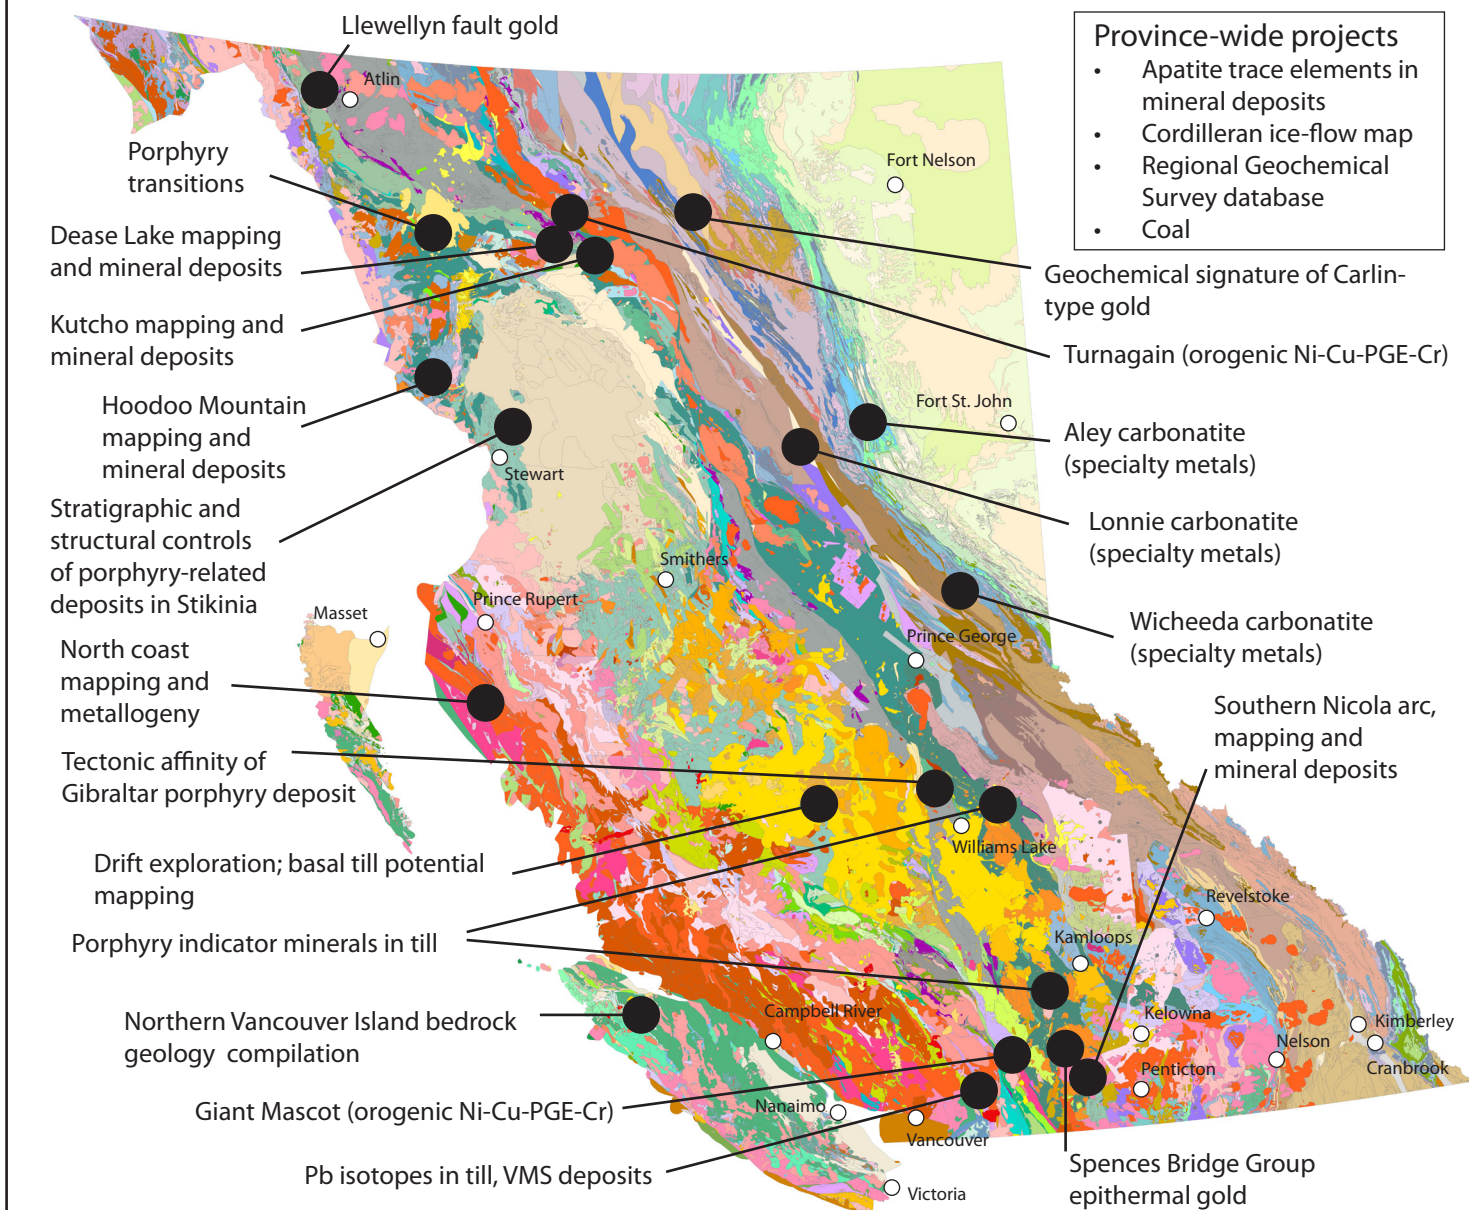 Llewellyn fault gold
Atlin
Province-wide projects
• Apatite trace elements in
mineral deposits
• Cordilleran ice-flow map
• Regional Geochemical
Survey database
• Coal
Porphyry
transitions
Fort Nelson
Dease Lake mapping
and mineral deposits
Geochemical signature of Carlin-
type gold
Kutcho mapping and
mineral deposits
Turnagain (orogenic Ni-Cu-PGE-Cr)
Hoodoo Mountain
mapping and
mineral deposits
Fort St. John
Aley carbonatite
(specialty metals)
Stewart
Stratigraphic and
structural controls
of porphyry-related
deposits in Stikinia
Lonnie carbonatite
(specialty metals)
Smithers
Prince Rupert
Masset
Prince George
Wicheeda carbonatite
(specialty metals)
North coast
mapping and
metallogeny
Southern Nicola arc,
mapping and
mineral deposits
Tectonic affinity of
Gibraltar porphyry deposit
Williams Lake
Drift exploration; basal till potential
mapping
Revelstoke
Porphyry indicator minerals in till
Kamloops
Northern Vancouver Island bedrock
geology  compilation
Campbell River
Kelowna
Kimberley
Nelson
Cranbrook
Penticton
Giant Mascot (orogenic Ni-Cu-PGE-Cr)
Nanaimo
Vancouver
Pb isotopes in till, VMS deposits
Spences Bridge Group
epithermal gold
Victoria